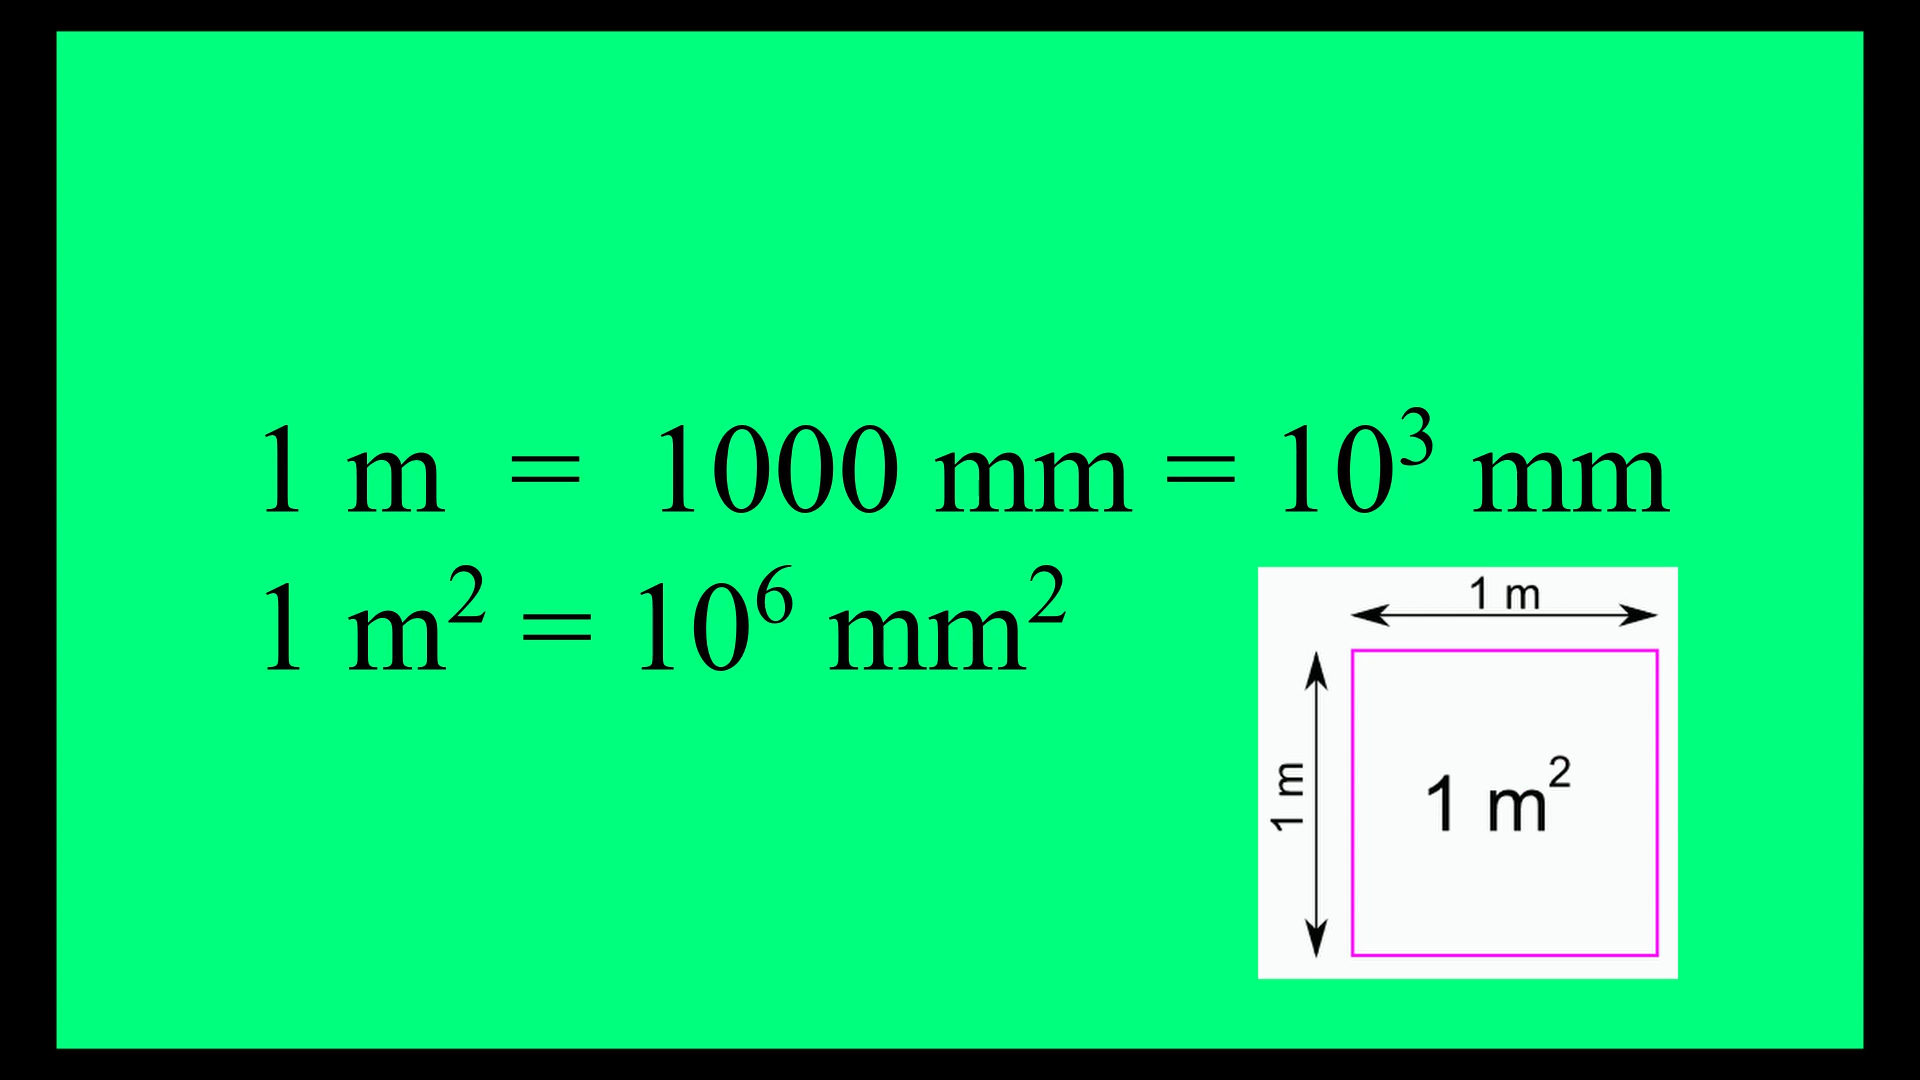 1 m = 1000 mm = 10³ mm
1 m² = 10⁶ mm²
1 m
1 m
1 m²